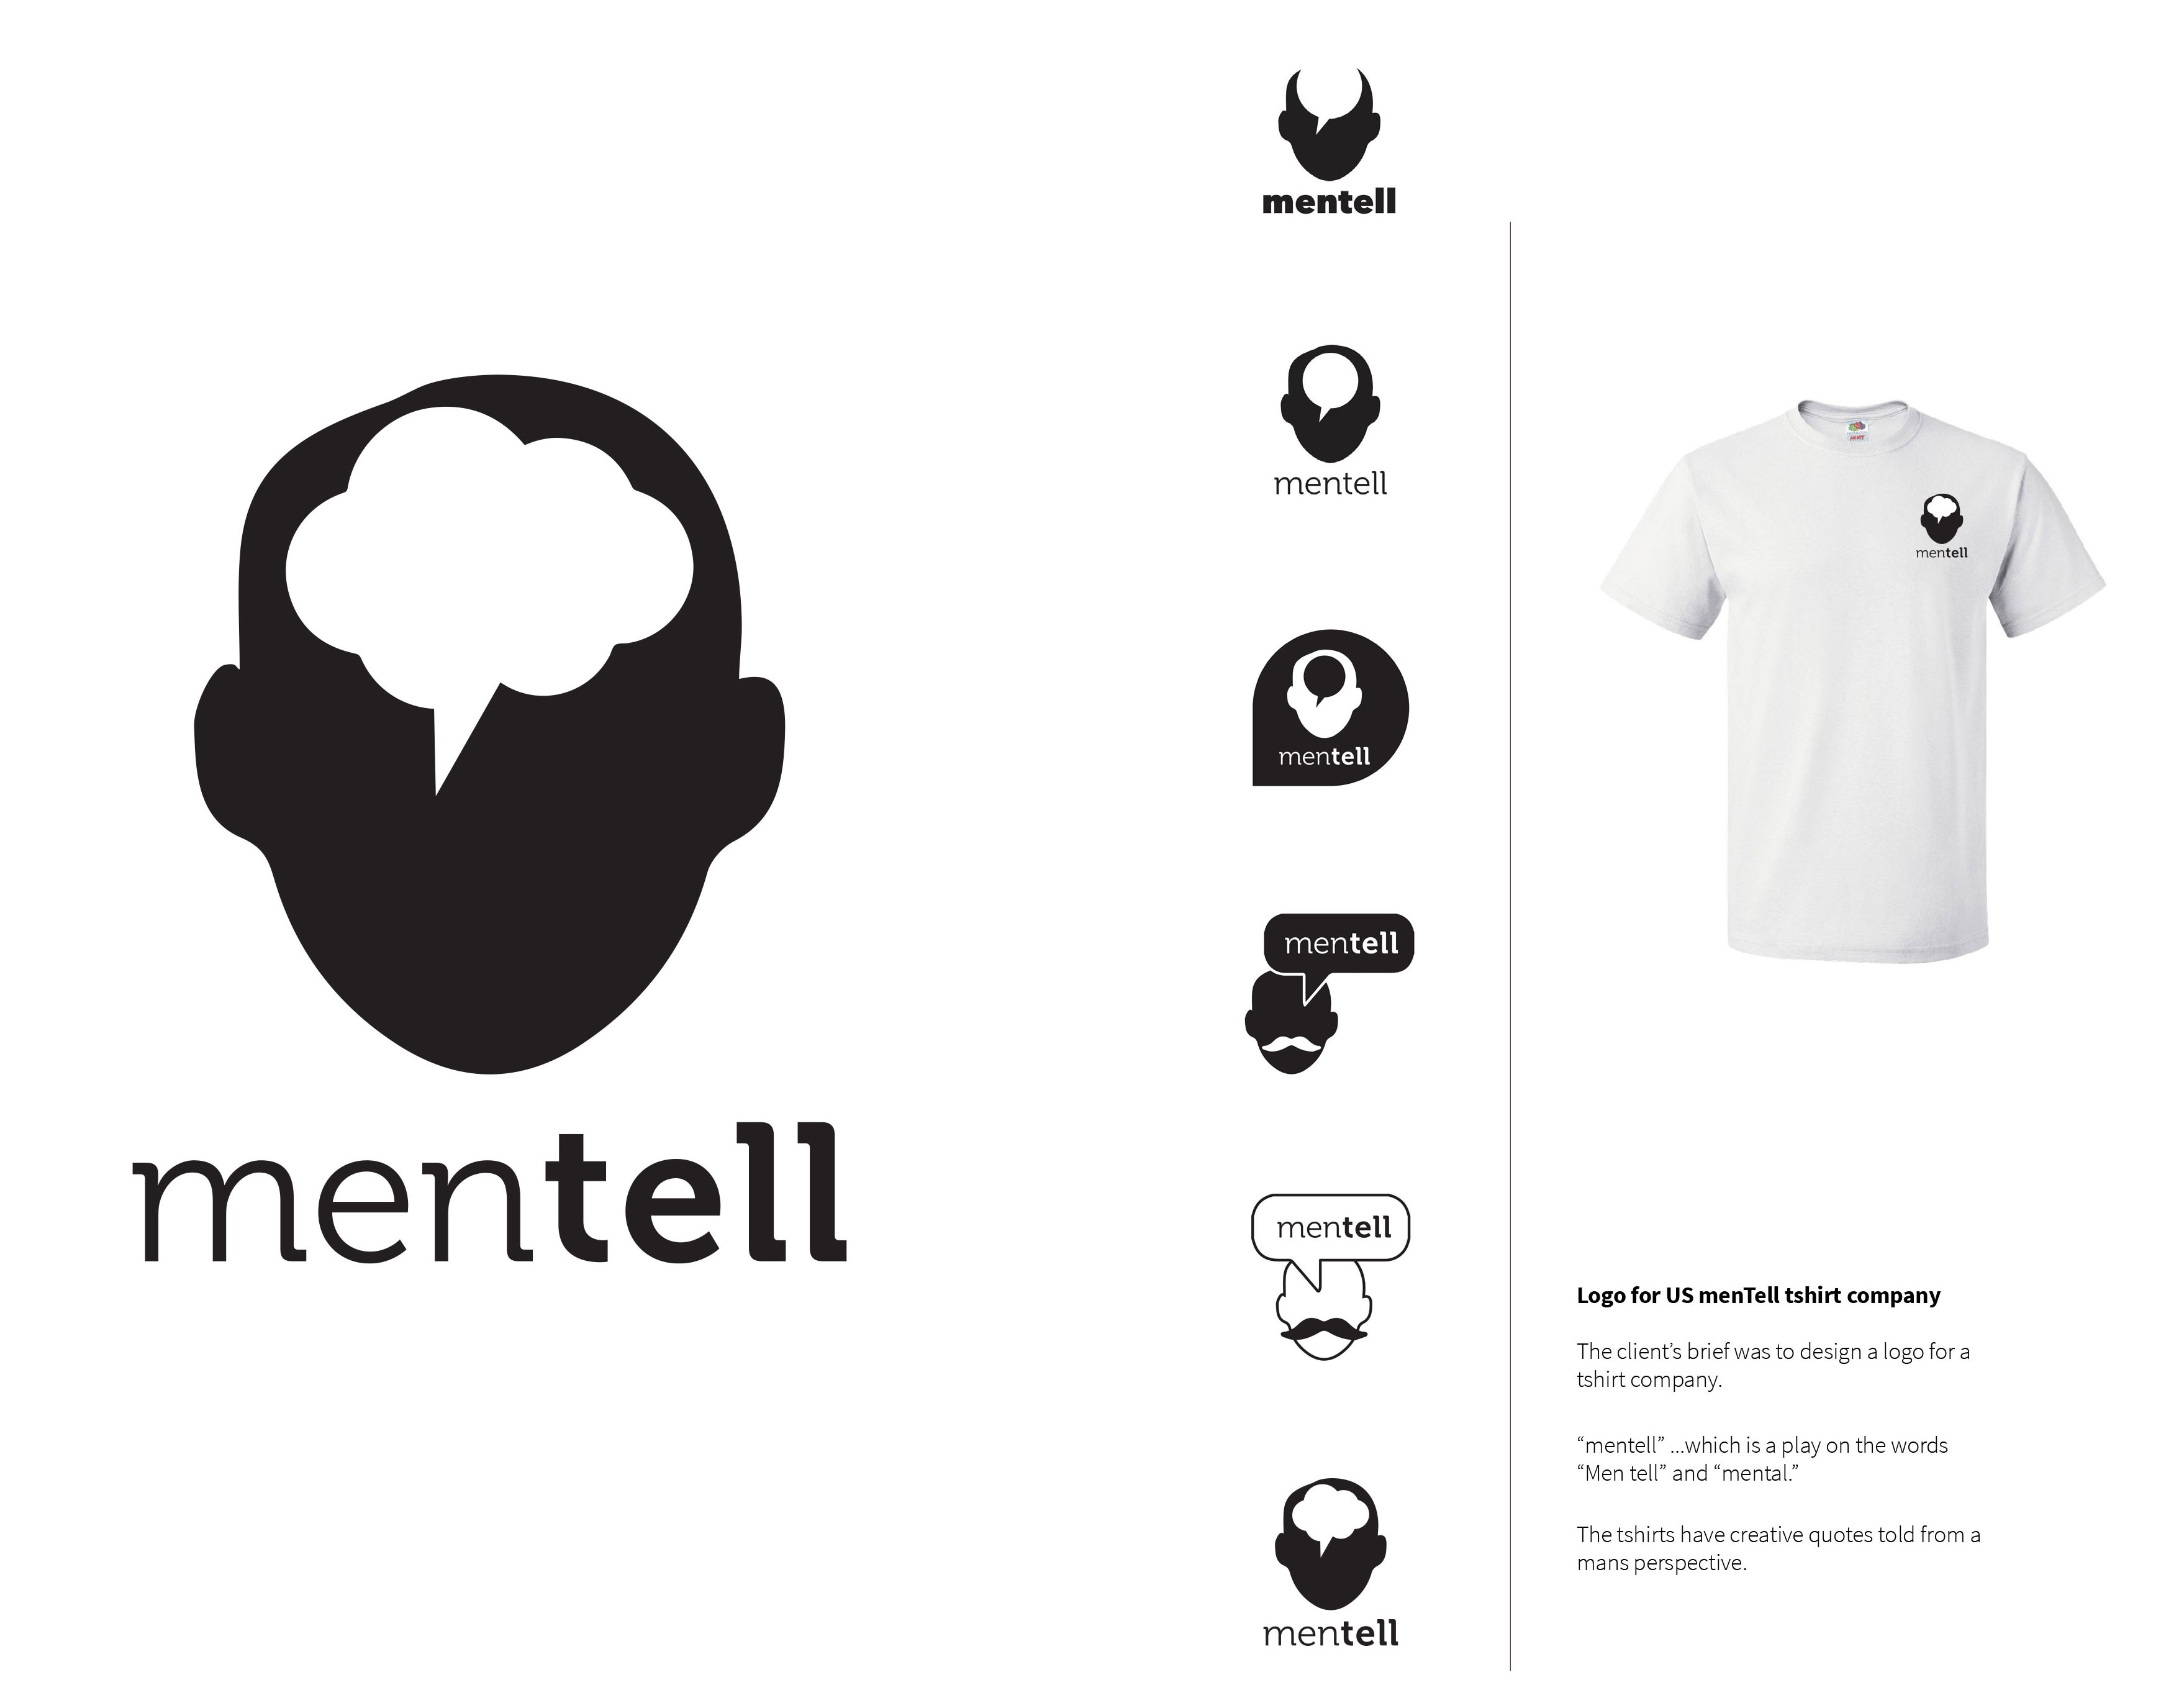 mentell
mentell
mentell
mentell
mentell
mentell
mentell
mentell
Logo for US menTell tshirt company
The client’s brief was to design a logo for a
tshirt company.
“mentell” ...which is a play on the words
“Men tell” and “mental.”
The tshirts have creative quotes told from a
mans perspective.